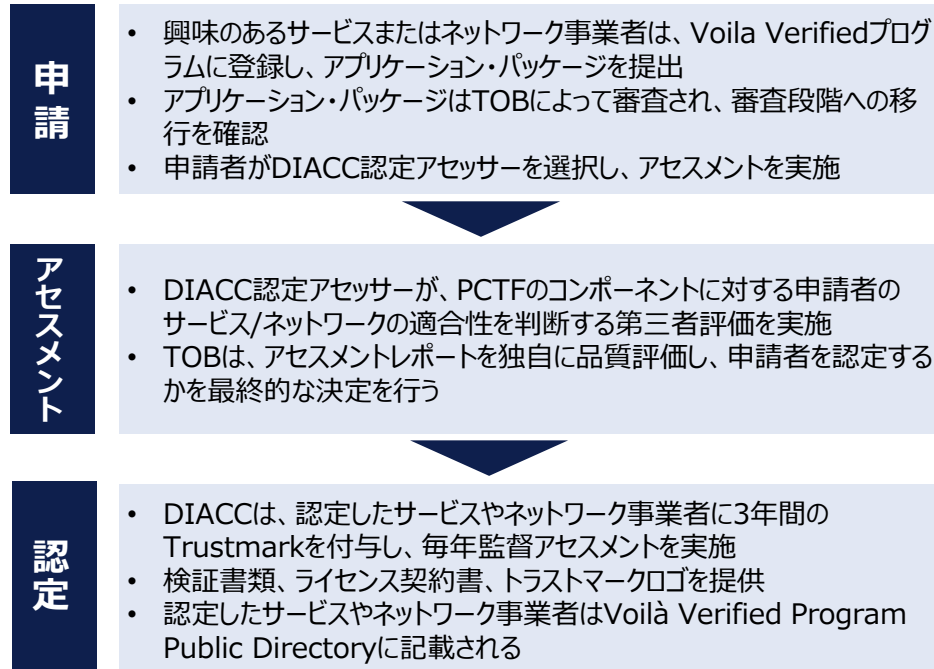 申請
• 興味のあるサービスまたはネットワーク事業者は、Voila Verifiedプログ
ラムに登録し、アプリケーション・パッケージを提出
• アプリケーション・パッケージはTOBによって審査され、審査段階への移
行を確認
• 申請者がDIACC認定アセッサーを選択し、アセスメントを実施
アセスメント
• DIACC認定アセッサーが、PCTFのコンポーネントに対する申請者の
サービス/ネットワークの適合性を判断する第三者評価を実施
• TOBは、アセスメントレポートを独自に品質評価し、申請者を認定する
かを最終的な決定を行う
認定
• DIACCは、認定したサービスやネットワーク事業者に3年間の
Trustmarkを付与し、毎年監督アセスメントを実施
• 検証書類、ライセンス契約書、トラストマークロゴを提供
• 認定したサービスやネットワーク事業者はVoilà Verified Program
Public Directoryに記載される